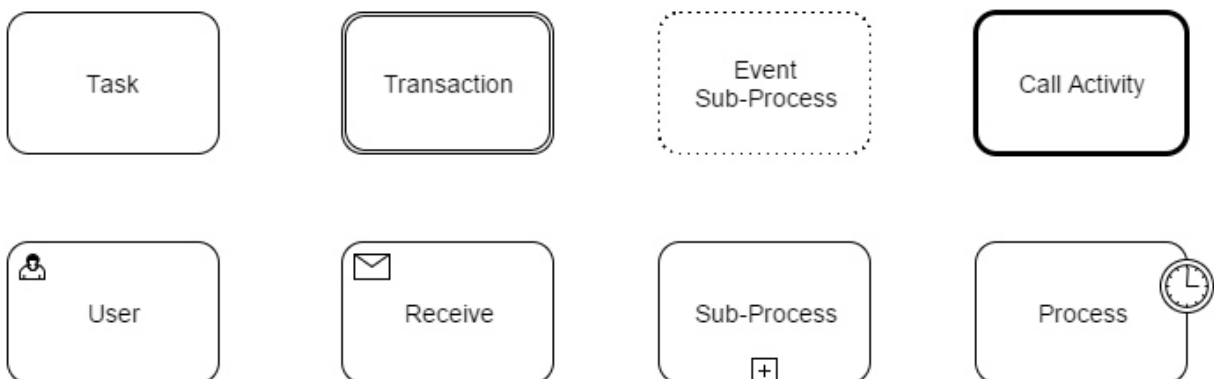 Task
Transaction
Event
Sub-Process
Call Activity
User
Receive
Sub-Process
Process